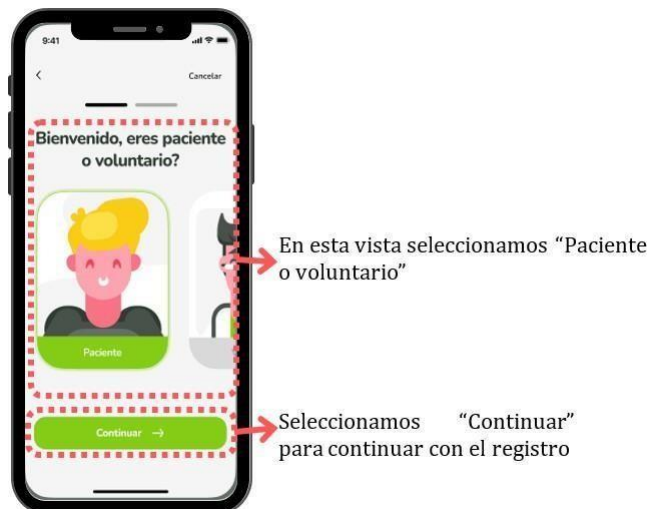 9:41
Cancelar
Bienvenido, eres paciente
o voluntario?
Paciente
Continuar →
En esta vista seleccionamos “Paciente
o voluntario”
Seleccionamos “Continuar”
para continuar con el registro